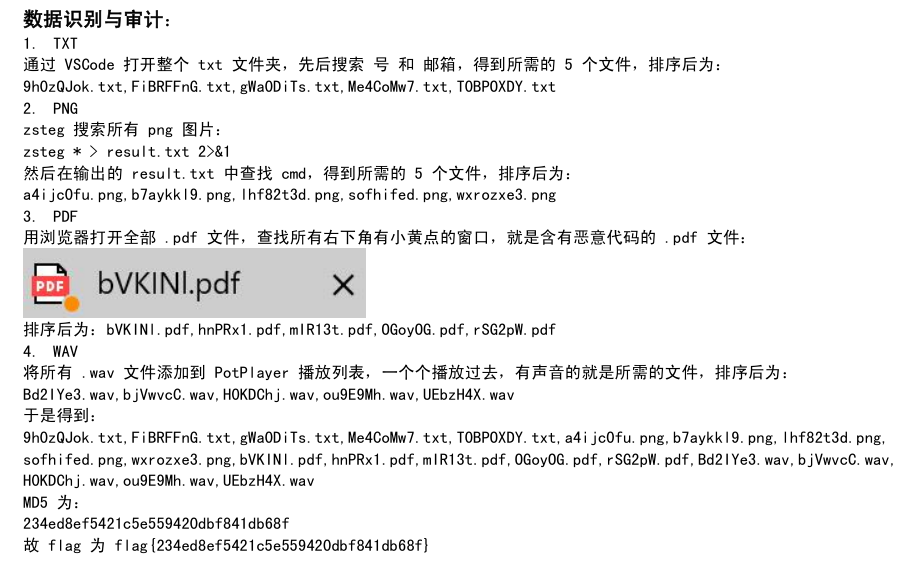 数据识别与审计：
1. TXT
通过 VSCode 打开整个 txt 文件夹，先后搜索 号 和 邮箱，得到所需的 5 个文件，排序后为：
9h0zQJok.txt,FiBRFFnG.txt,gWaODiTs.txt,Me4CoMw7.txt,TOBPOXDY.txt
2. PNG
zsteg 搜索所有 png 图片：
zsteg * > result.txt 2>&1
然后在输出的 result.txt 中查找 cmd，得到所需的 5 个文件，排序后为：
a4ijc0fu.png,b7aykkl9.png,lhf82t3d.png,sofhifed.png,wxrozxe3.png
3. PDF
用浏览器打开全部 .pdf 文件，查找所有右下角有小黄点的窗口，就是含有恶意代码的 .pdf 文件：
PDF bVKINl.pdf ×
排序后为：bVKINl.pdf,hnPRx1.pdf,mIR13t.pdf,OGoyOG.pdf,rSG2pW.pdf
4. WAV
将所有 .wav 文件添加到 PotPlayer 播放列表，一个个播放过去，有声音的就是所需的文件，排序后为：
Bd2IYe3.wav,bjVwvcC.wav,H0KDChj.wav,ou9E9Mh.wav,UEbzH4X.wav
于是得到：
9h0zQJok.txt,FiBRFFnG.txt,gWaODiTs.txt,Me4CoMw7.txt,TOBPOXDY.txt,a4ijc0fu.png,b7aykkl9.png,lhf82t3d.png,
sofhifed.png,wxrozxe3.png,bVKINl.pdf,hnPRx1.pdf,mIR13t.pdf,OGoyOG.pdf,rSG2pW.pdf,Bd2IYe3.wav,bjVwvcC.wav,
H0KDChj.wav,ou9E9Mh.wav,UEbzH4X.wav
MD5 为：
234ed8ef5421c5e559420dbf841db68f
故 flag 为 flag{234ed8ef5421c5e559420dbf841db68f}